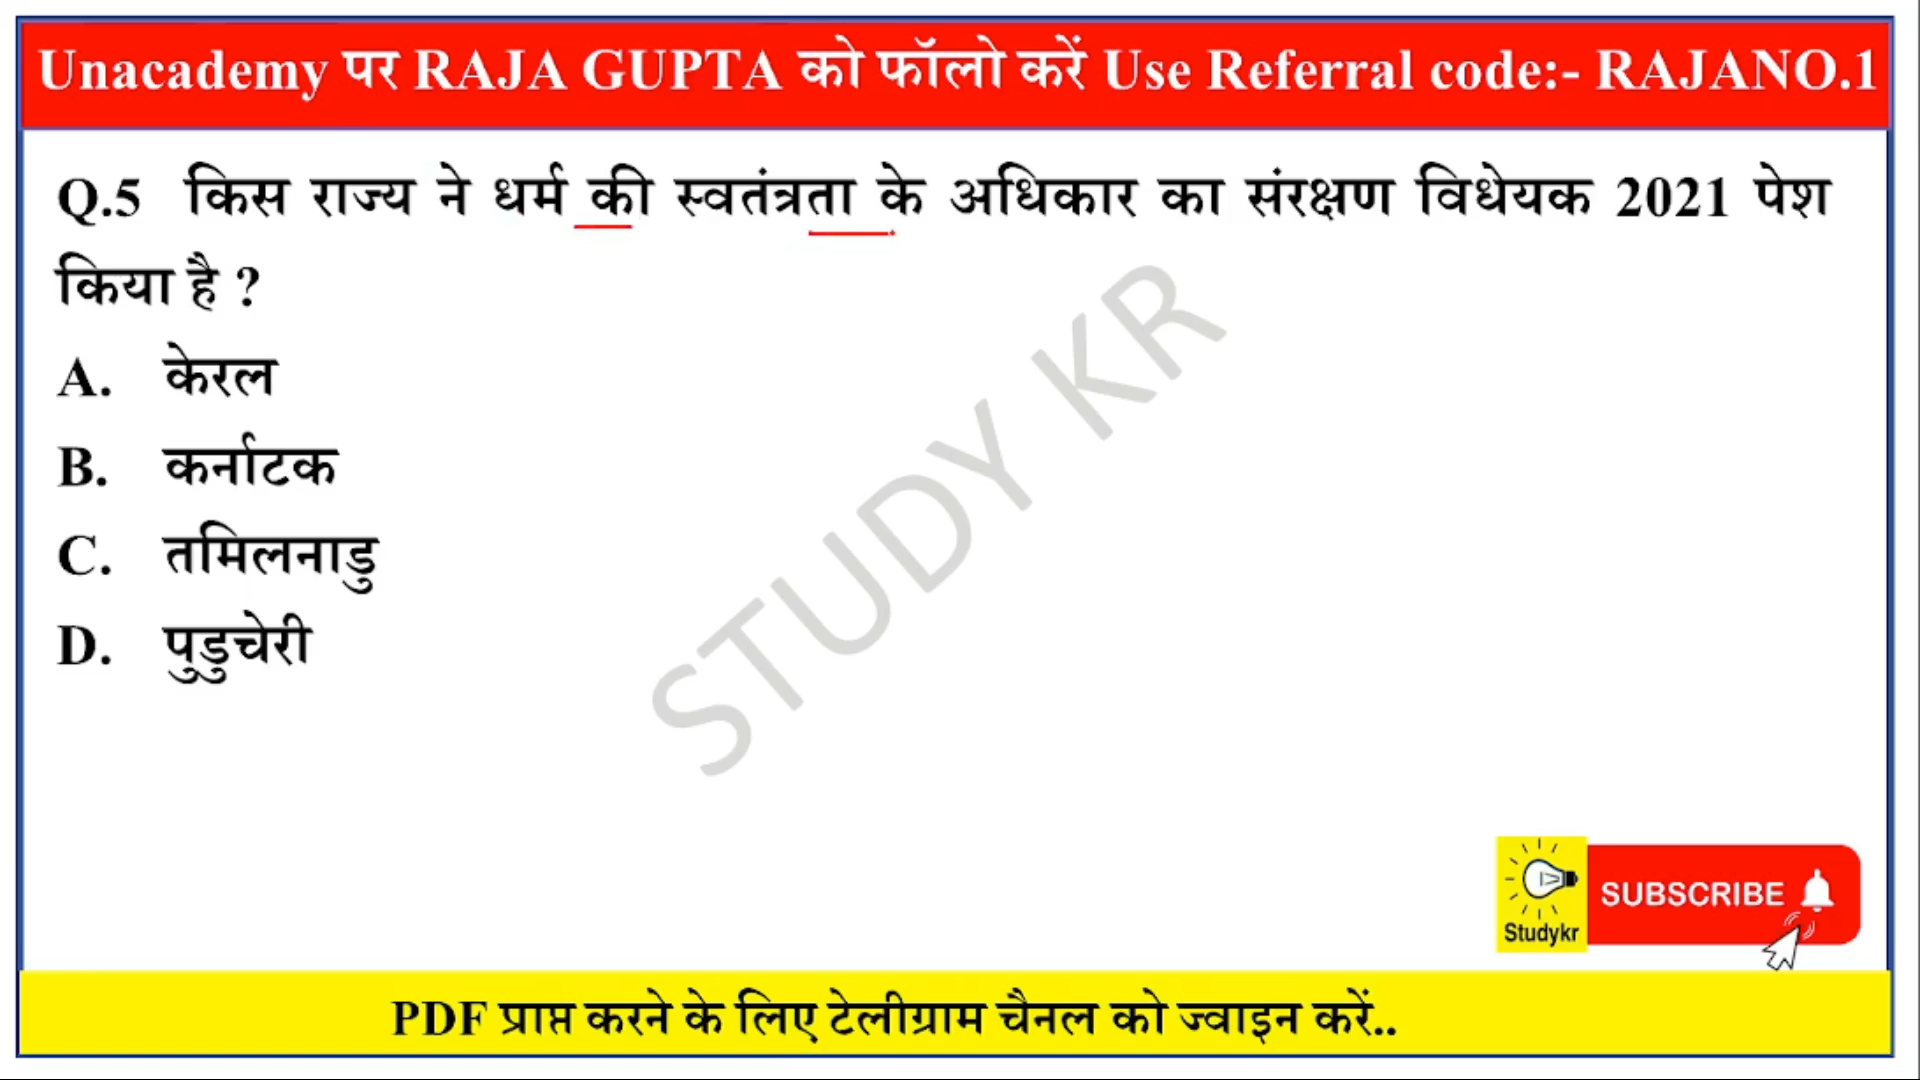 Unacademy पर RAJA GUPTA को फॉलो करें Use Referral code:- RAJANO.1
Q.5 किस राज्य ने धर्म की स्वतंत्रता के अधिकार का संरक्षण विधेयक 2021 पेश
किया है ?
A. केरल
B. कर्नाटक
C. तमिलनाडु
D. पुडुचेरी
STUDY KR
SUBSCRIBE
Studykr
PDF प्राप्त करने के लिए टेलीग्राम चैनल को ज्वाइन करें..